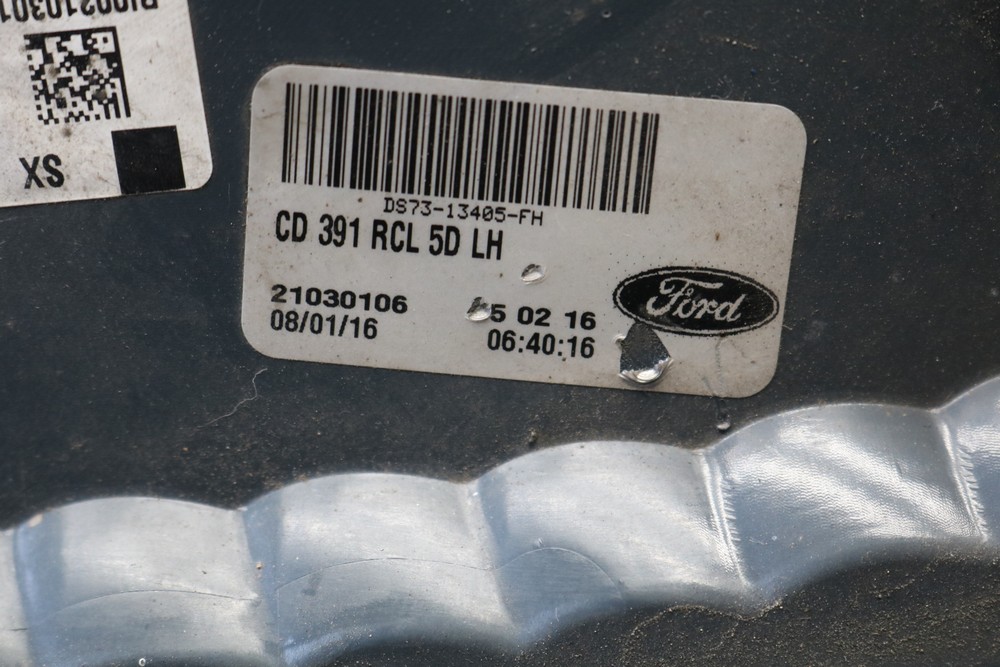 SX
DS73-13405-FH
CD 391 RCL 5D LH
21030106
5 02 16
08/01/16
06:40:16
Ford